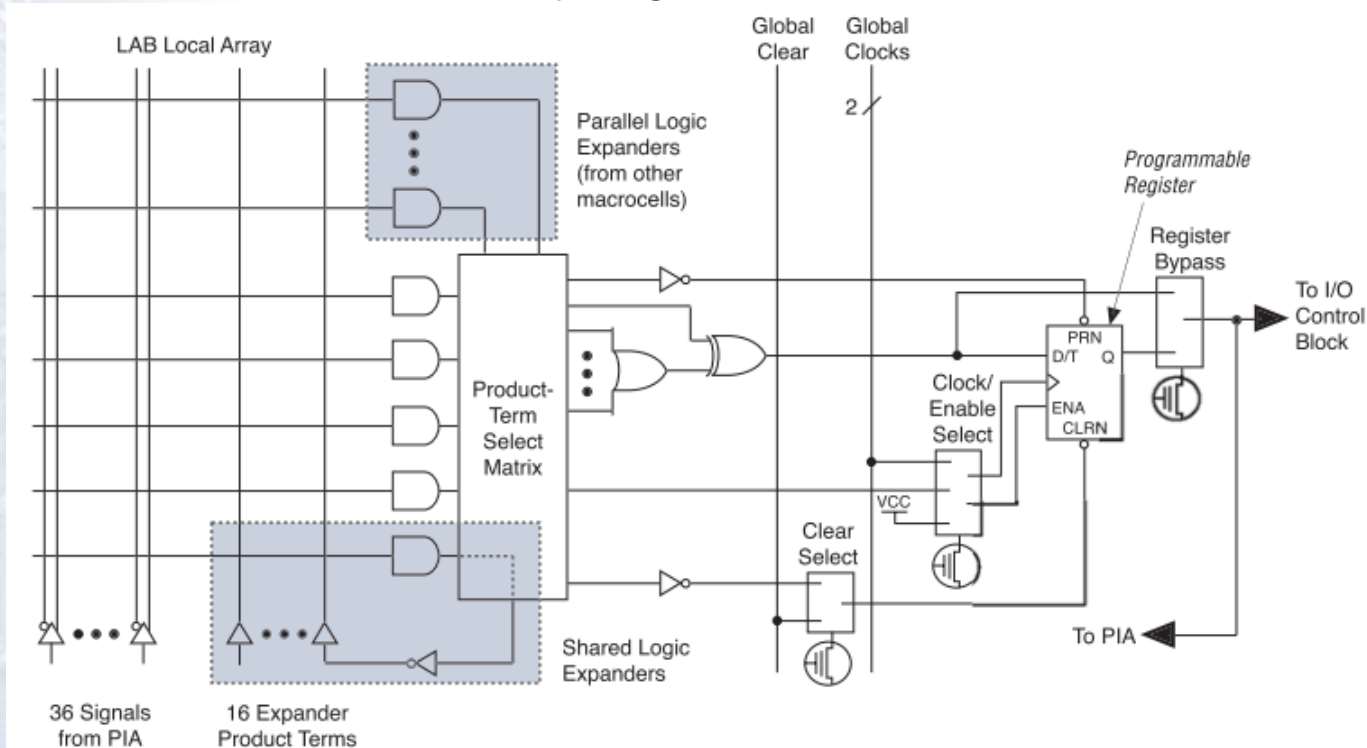 LAB Local Array
Global
Clear
Global
Clocks
2
Parallel Logic
Expanders
(from other
macrocells)
Programmable
Register
Register
Bypass
To I/O
Control
Block
PRN
D/T
Q
ENA
CLRN
Clock/
Enable
Select
Product-
Term
Select
Matrix
VCC
Clear
Select
To PIA
Shared Logic
Expanders
36 Signals
from PIA
16 Expander
Product Terms